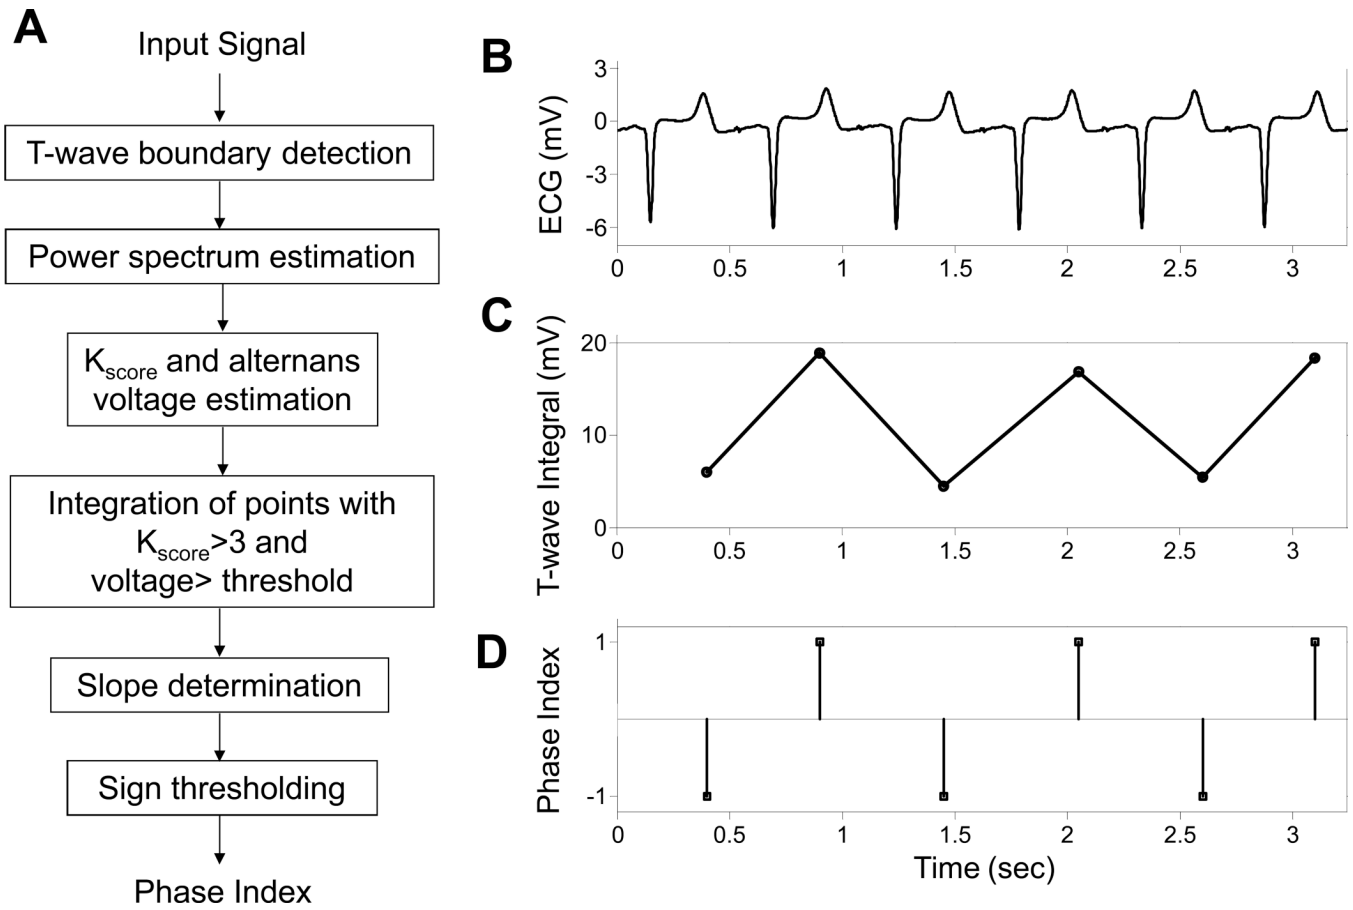 A
Input Signal
T-wave boundary detection
Power spectrum estimation
K_score and alternans
voltage estimation
Integration of points with
K_score>3 and
voltage> threshold
Slope determination
Sign thresholding
Phase Index
B
ECG (mV)
3
0
-3
-6
0 0.5 1 1.5 2 2.5 3
C
T-wave Integral (mV)
20
10
0
0 0.5 1 1.5 2 2.5 3
D
Phase Index
1
-1
0 0.5 1 1.5 2 2.5 3
Time (sec)